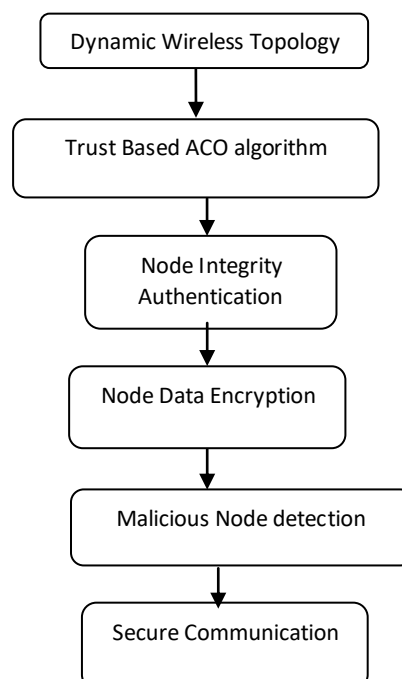 Dynamic Wireless Topology
Trust Based ACO algorithm
Node Integrity
Authentication
Node Data Encryption
Malicious Node detection
Secure Communication